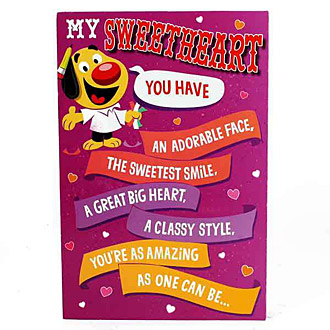 MY SWEETHEART
YOU HAVE
AN ADORABLE FACE,
THE SWEETEST SMILE,
A GREAT BIG HEART,
A CLASSY STYLE,
YOU'RE AS AMAZING
AS ONE CAN BE...